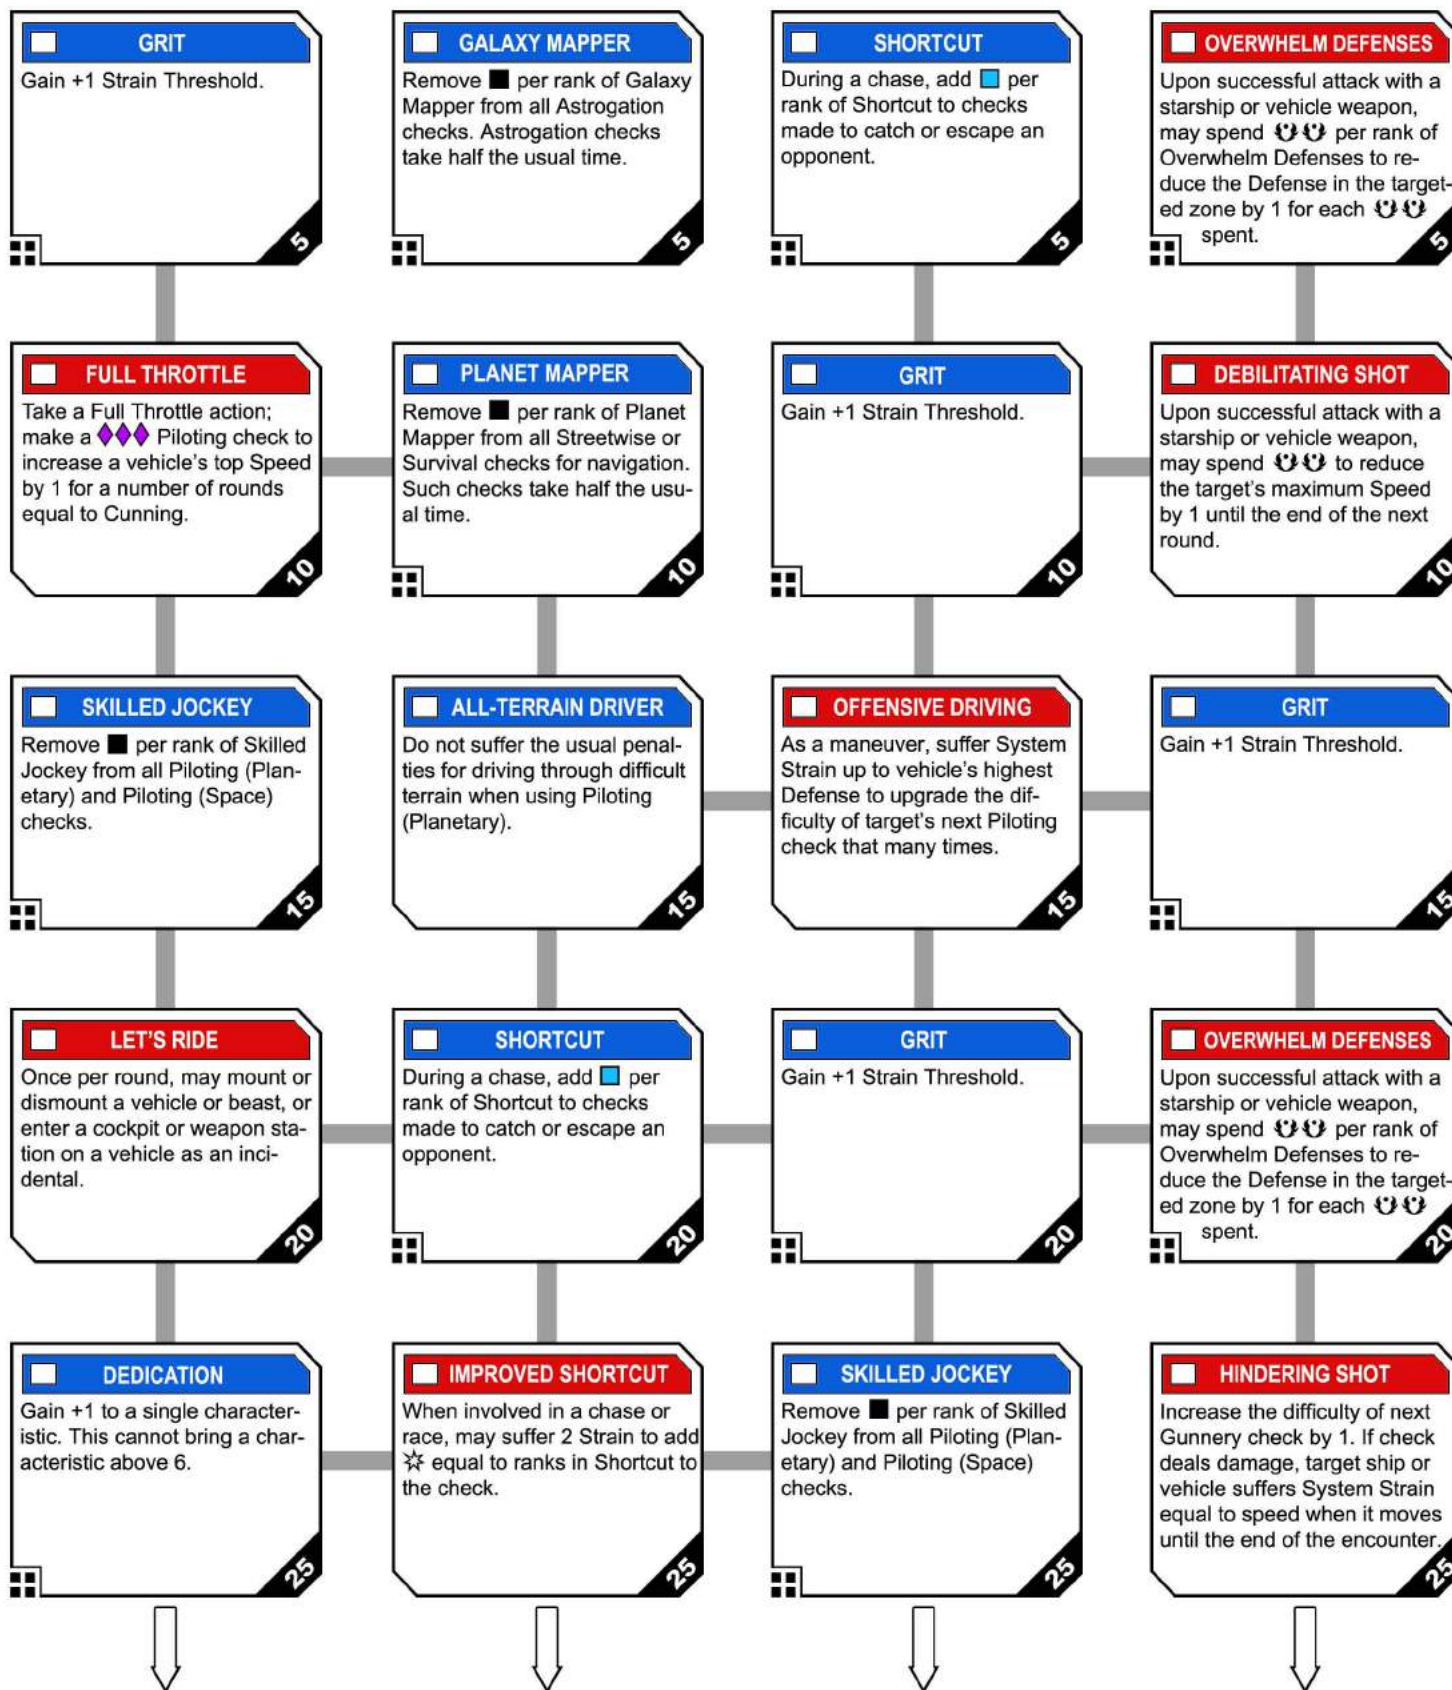 GRIT
Gain +1 Strain Threshold.
5
GALAXY MAPPER
Remove per rank of Galaxy
Mapper from all Astrogation
checks. Astrogation checks
take half the usual time.
5
SHORTCUT
During a chase, add per
rank of Shortcut to checks
made to catch or escape an
opponent.
5
OVERWHELM DEFENSES
Upon successful attack with a
starship or vehicle weapon,
may spend per rank of
Overwhelm Defenses to re-
duce the Defense in the target-
ed zone by 1 for each
spent.
5
FULL THROTTLE
Take a Full Throttle action;
make a Piloting check to
increase a vehicle's top Speed
by 1 for a number of rounds
equal to Cunning.
10
PLANET MAPPER
Remove per rank of Planet
Mapper from all Streetwise or
Survival checks for navigation.
Such checks take half the usu-
al time.
10
GRIT
Gain +1 Strain Threshold.
10
DEBILITATING SHOT
Upon successful attack with a
starship or vehicle weapon,
may spend to reduce
the target's maximum Speed
by 1 until the end of the next
round.
10
SKILLED JOCKEY
Remove per rank of Skilled
Jockey from all Piloting (Plan-
etary) and Piloting (Space)
checks.
15
ALL-TERRAIN DRIVER
Do not suffer the usual penal-
ties for driving through difficult
terrain when using Piloting
(Planetary).
15
OFFENSIVE DRIVING
As a maneuver, suffer System
Strain up to vehicle's highest
Defense to upgrade the dif-
ficulty of target's next Piloting
check that many times.
15
GRIT
Gain +1 Strain Threshold.
15
LET'S RIDE
Once per round, may mount or
dismount a vehicle or beast, or
enter a cockpit or weapon sta-
tion on a vehicle as an inci-
dental.
20
SHORTCUT
During a chase, add per
rank of Shortcut to checks
made to catch or escape an
opponent.
20
GRIT
Gain +1 Strain Threshold.
20
OVERWHELM DEFENSES
Upon successful attack with a
starship or vehicle weapon,
may spend per rank of
Overwhelm Defenses to re-
duce the Defense in the target-
ed zone by 1 for each
spent.
20
DEDICATION
Gain +1 to a single character-
istic. This cannot bring a char-
acteristic above 6.
25
IMPROVED SHORTCUT
When involved in a chase or
race, may suffer 2 Strain to add
equal to ranks in Shortcut to
the check.
25
SKILLED JOCKEY
Remove per rank of Skilled
Jockey from all Piloting (Plan-
etary) and Piloting (Space)
checks.
25
HINDERING SHOT
Increase the difficulty of next
Gunnery check by 1. If check
deals damage, target ship or
vehicle suffers System Strain
equal to speed when it moves
until the end of the encounter.
25